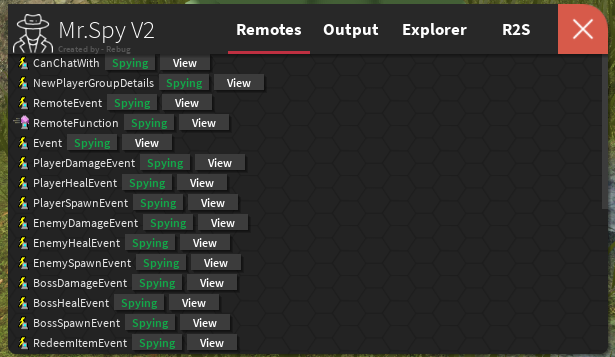 Mr.Spy V2
Created by - Rebug
Remotes Output Explorer R2S
CanChatWith Spying View
NewPlayerGroupDetails Spying View
RemoteEvent Spying View
RemoteFunction Spying View
Event Spying View
PlayerDamageEvent Spying View
PlayerHealEvent Spying View
PlayerSpawnEvent Spying View
EnemyDamageEvent Spying View
EnemyHealEvent Spying View
EnemySpawnEvent Spying View
BossDamageEvent Spying View
BossHealEvent Spying View
BossSpawnEvent Spying View
RedeemItemEvent Spying View